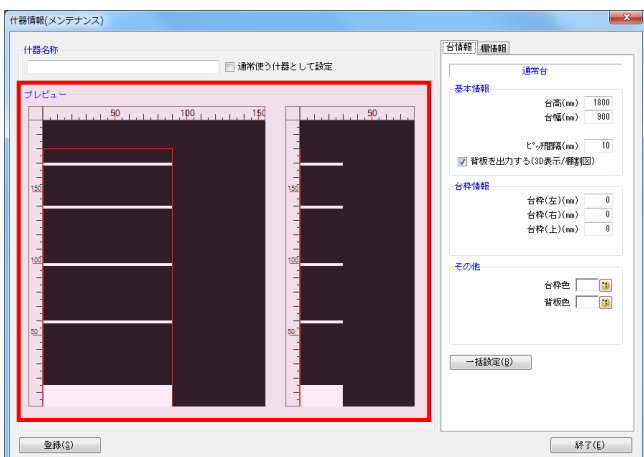 什器情報(メンテナンス)
什器名称
通常使う什器として設定
プレビュー
50 100 150
50
150
100
50
150
100
50
台情報 棚情報
通常台
基本情報
台高(mm) 1800
台幅(mm) 900
ピッチ間隔(mm) 10
背板を出力する(3D表示/棚割図)
台枠情報
台枠(左)(mm) 0
台枠(右)(mm) 0
台枠(上)(mm) 0
その他
台枠色
背板色
一括設定(B)
登録(S)
終了(E)